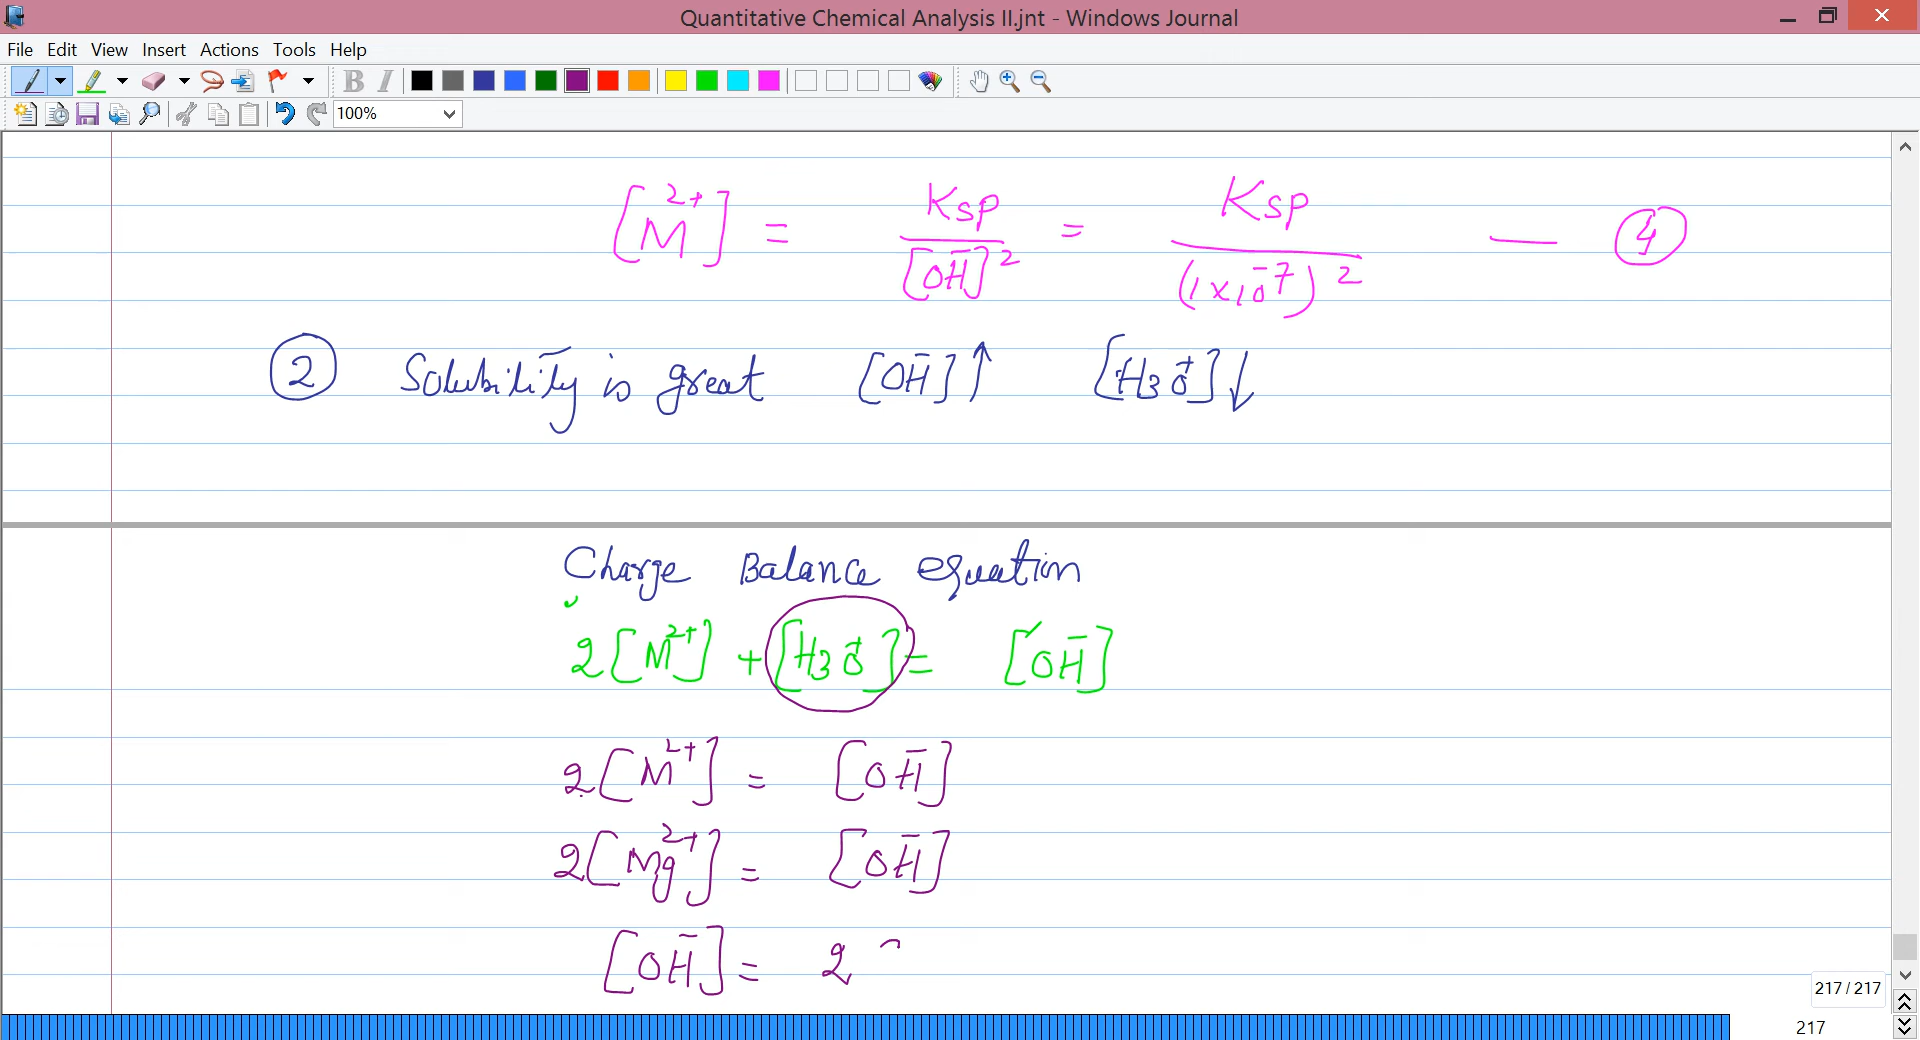 Quantitative Chemical Analysis II.jnt - Windows Journal
File Edit View Insert Actions Tools Help
B I
100%
[M²⁺] = Ksp / [OH⁻]² = Ksp / (1×10⁻⁷)² — ④
② Solubility is great [OH⁻]↑ [H3O⁺]↓
Charge Balance equation
2[M²⁺] + [H3O⁺] = [OH⁻]
2[M²⁺] = [OH⁻]
2[Mg²⁺] = [OH⁻]
[OH⁻] = 2
217 / 217
217